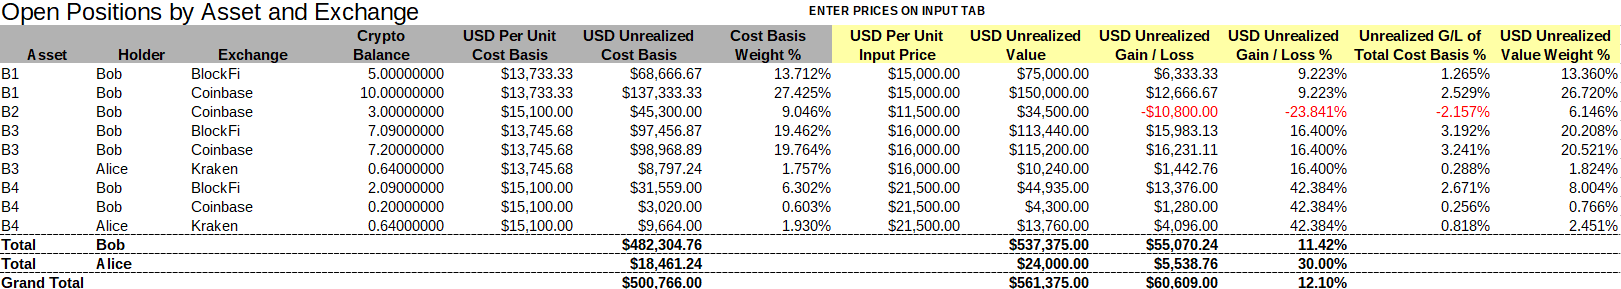 Open Positions by Asset and Exchange ENTER PRICES ON INPUT TAB
Crypto USD Per Unit USD Unrealized Cost Basis USD Per Unit USD Unrealized USD Unrealized USD Unrealized Unrealized G/L of USD Unrealized
Asset Holder Exchange Balance Cost Basis Cost Basis Weight % Input Price Value Gain / Loss Gain / Loss % Total Cost Basis % Value Weight %
B1 Bob BlockFi 5.00000000 $13,733.33 $68,666.67 13.712% $15,000.00 $75,000.00 $6,333.33 9.223% 1.265% 13.360%
B1 Bob Coinbase 10.00000000 $13,733.33 $137,333.33 27.425% $15,000.00 $150,000.00 $12,666.67 9.223% 2.529% 26.720%
B2 Bob Coinbase 3.00000000 $15,100.00 $45,300.00 9.046% $11,500.00 $34,500.00 -$10,800.00 -23.841% -2.157% 6.146%
B3 Bob BlockFi 7.09000000 $13,745.68 $97,456.87 19.462% $16,000.00 $113,440.00 $15,983.13 16.400% 3.192% 20.208%
B3 Bob Coinbase 7.20000000 $13,745.68 $98,968.89 19.764% $16,000.00 $115,200.00 $16,231.11 16.400% 3.241% 20.521%
B3 Alice Kraken 0.64000000 $13,745.68 $8,797.24 1.757% $16,000.00 $10,240.00 $1,442.76 16.400% 0.288% 1.824%
B4 Bob BlockFi 2.09000000 $15,100.00 $31,559.00 6.302% $21,500.00 $44,935.00 $13,376.00 42.384% 2.671% 8.004%
B4 Bob Coinbase 0.20000000 $15,100.00 $3,020.00 0.603% $21,500.00 $4,300.00 $1,280.00 42.384% 0.256% 0.766%
B4 Alice Kraken 0.64000000 $15,100.00 $9,664.00 1.930% $21,500.00 $13,760.00 $4,096.00 42.384% 0.818% 2.451%
Total Bob $482,304.76 $537,375.00 $55,070.24 11.42%
Total Alice $18,461.24 $24,000.00 $5,538.76 30.00%
Grand Total $500,766.00 $561,375.00 $60,609.00 12.10%